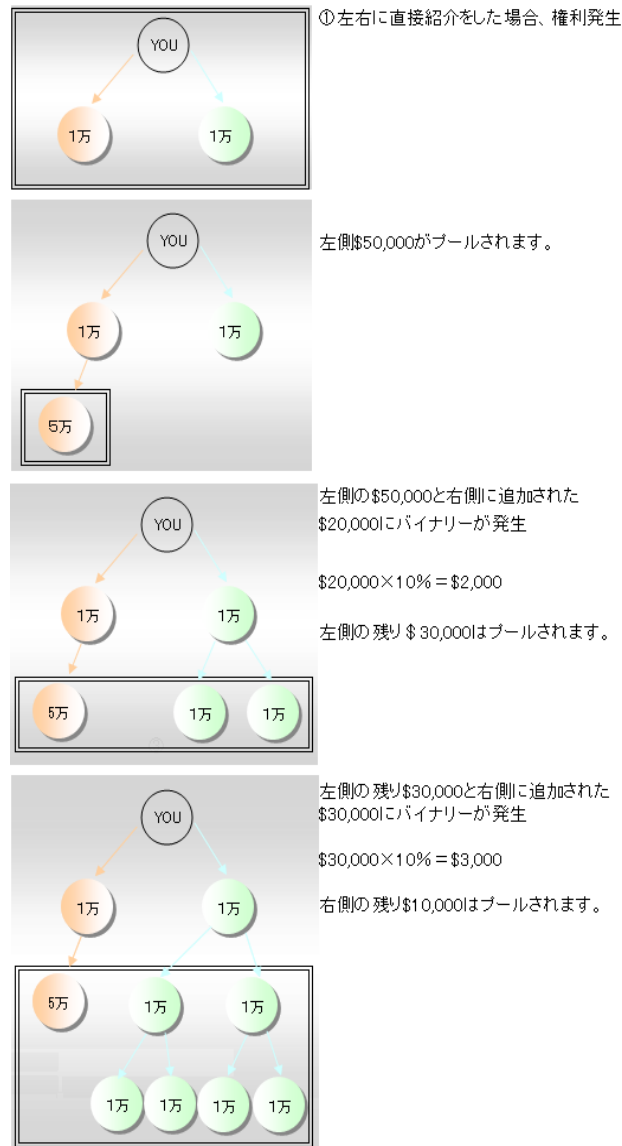 ①左右に直接紹介をした場合、権利発生
YOU
1万
1万
左側$50,000がプールされます。
YOU
1万
1万
5万
左側の$50,000と右側に追加された
$20,000にバイナリーが発生
$20,000×10%=$2,000
左側の残り$30,000はプールされます。
YOU
1万
1万
5万
1万
1万
左側の残り$30,000と右側に追加された
$30,000にバイナリーが発生
$30,000×10%=$3,000
右側の残り$10,000はプールされます。
YOU
1万
1万
5万
1万
1万
1万
1万
1万
1万